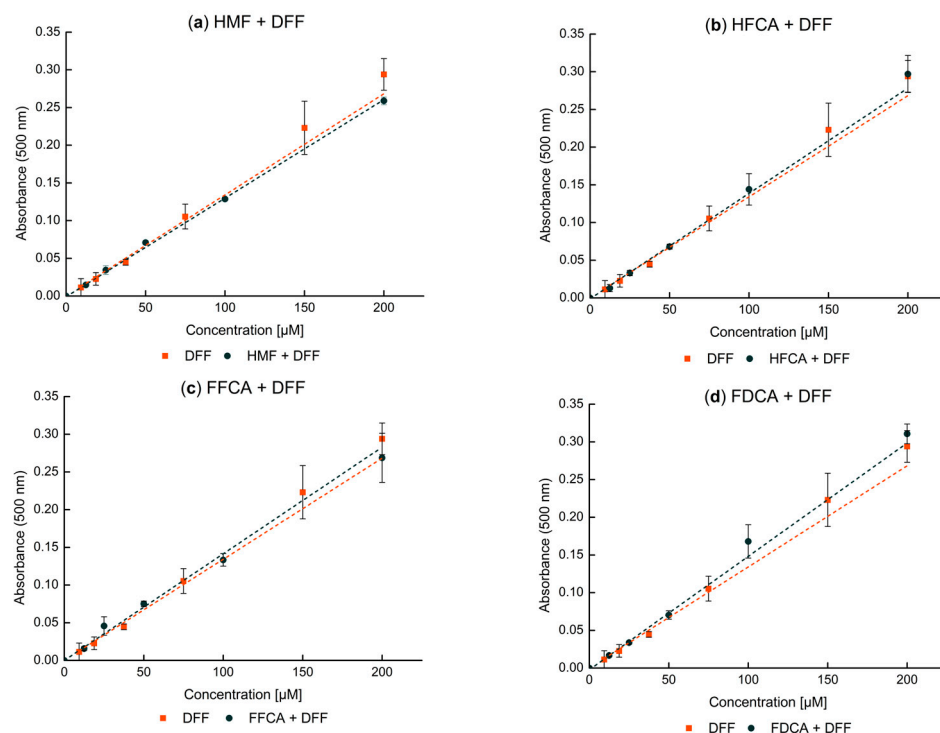 (a) HMF + DFF
0.35
0.30
0.25
0.20
0.15
0.10
0.05
0.00
Absorbance (500 nm)
0 50 100 150 200
Concentration [µM]
DFF HMF + DFF
(b) HFCA + DFF
0.35
0.30
0.25
0.20
0.15
0.10
0.05
0.00
Absorbance (500 nm)
0 50 100 150 200
Concentration [µM]
DFF HFCA + DFF
(c) FFCA + DFF
0.35
0.30
0.25
0.20
0.15
0.10
0.05
0.00
Absorbance (500 nm)
0 50 100 150 200
Concentration [µM]
DFF FFCA + DFF
(d) FDCA + DFF
0.35
0.30
0.25
0.20
0.15
0.10
0.05
0.00
Absorbance (500 nm)
0 50 100 150 200
Concentration [µM]
DFF FDCA + DFF